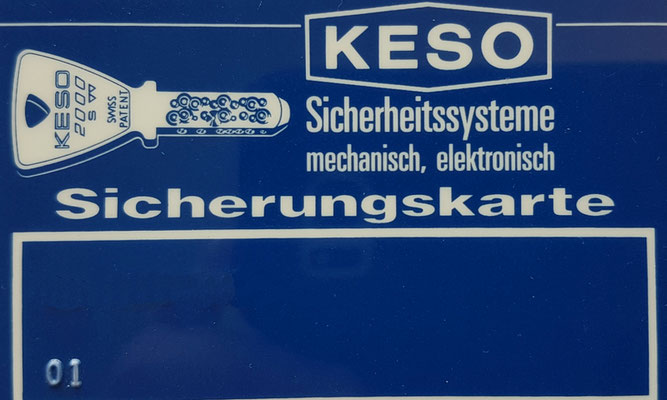 KESO
Sicherheitssysteme
mechanisch, elektronisch
KESO
2000
S
SWISS
PATENT
Sicherungskarte
01